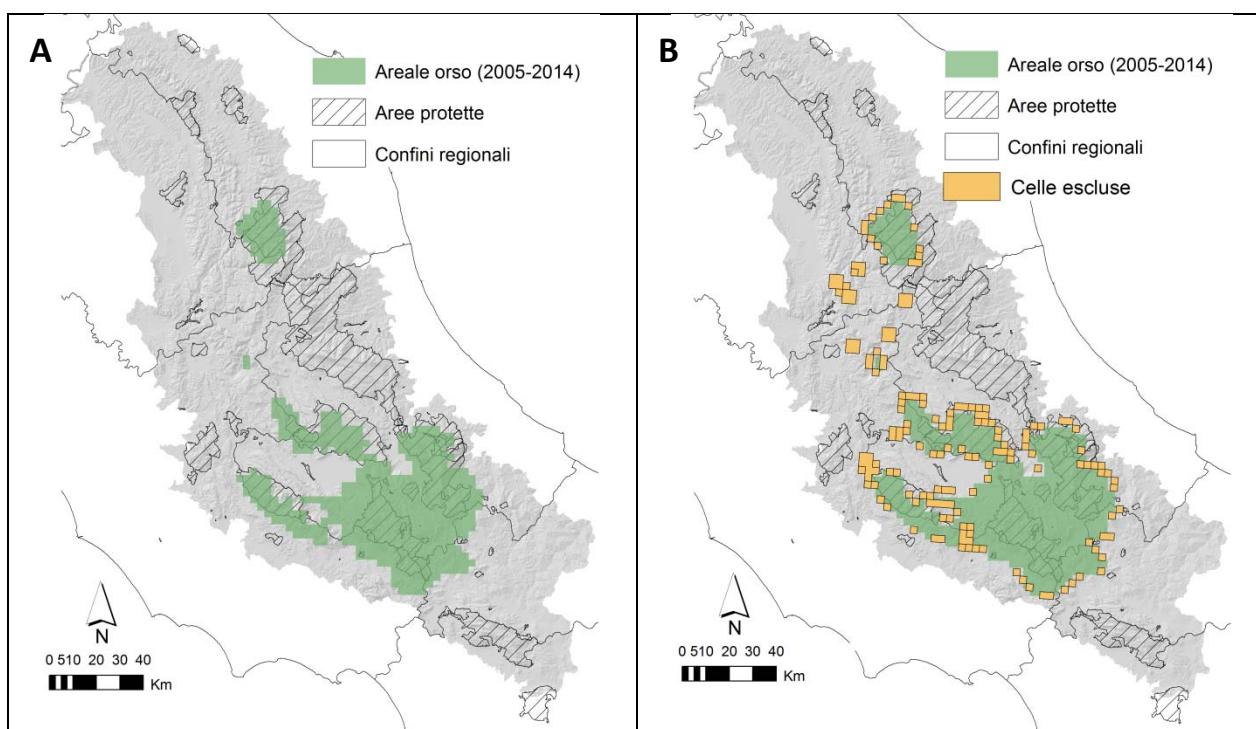 A
Areale orso (2005-2014)
Aree protette
Confini regionali
N
0 510 20 30 40
Km
B
Areale orso (2005-2014)
Aree protette
Confini regionali
Celle escluse
N
0 510 20 30 40
Km